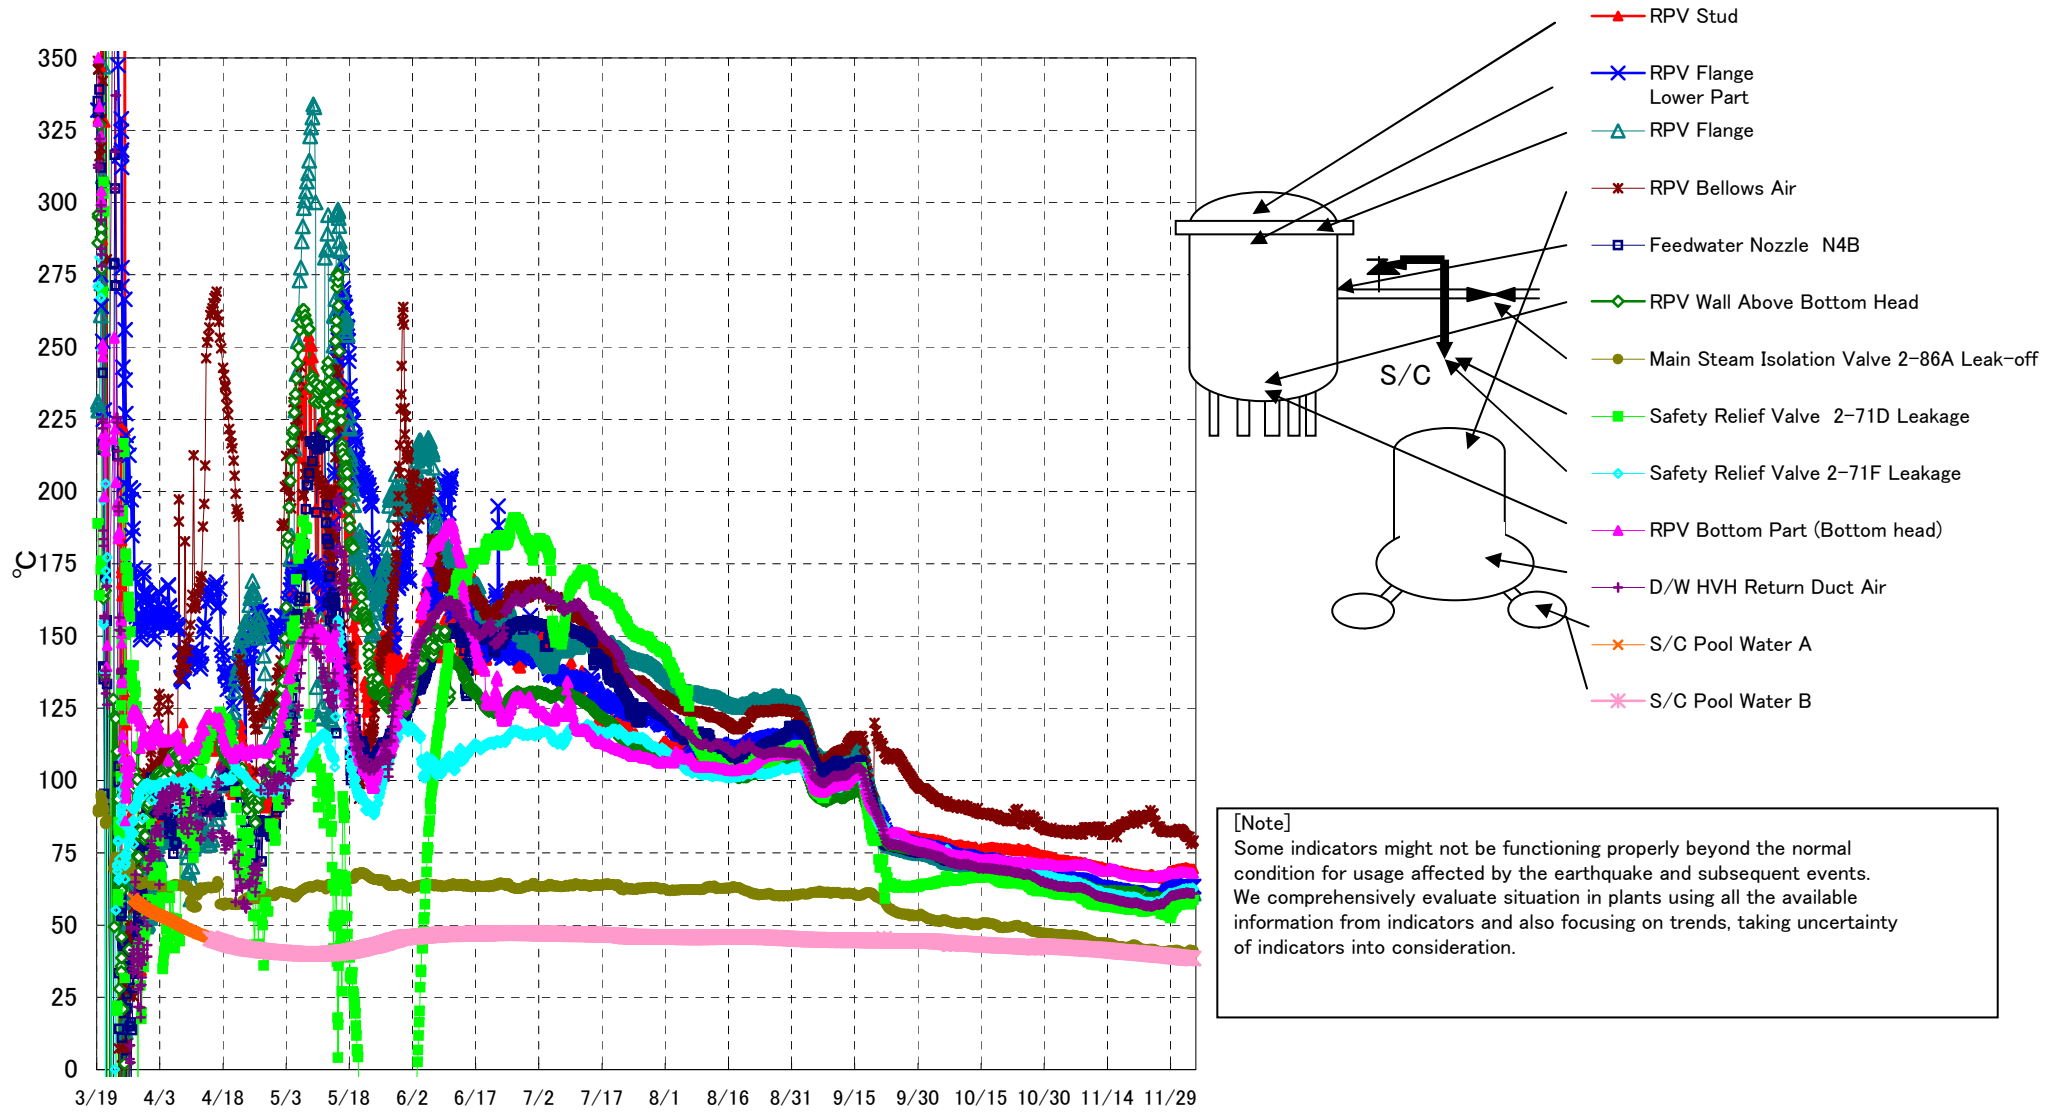 350
325
300
275
250
225
200
175
150
125
100
75
50
25
0
℃
3/19 4/3 4/18 5/3 5/18 6/2 6/17 7/2 7/17 8/1 8/16 8/31 9/15 9/30 10/15 10/30 11/14 11/29
RPV Stud
RPV Flange
Lower Part
RPV Flange
RPV Bellows Air
Feedwater Nozzle N4B
RPV Wall Above Bottom Head
Main Steam Isolation Valve 2-86A Leak-off
Safety Relief Valve 2-71D Leakage
Safety Relief Valve 2-71F Leakage
RPV Bottom Part (Bottom head)
D/W HVH Return Duct Air
S/C Pool Water A
S/C Pool Water B
S/C
[Note]
Some indicators might not be functioning properly beyond the normal
condition for usage affected by the earthquake and subsequent events.
We comprehensively evaluate situation in plants using all the available
information from indicators and also focusing on trends, taking uncertainty
of indicators into consideration.